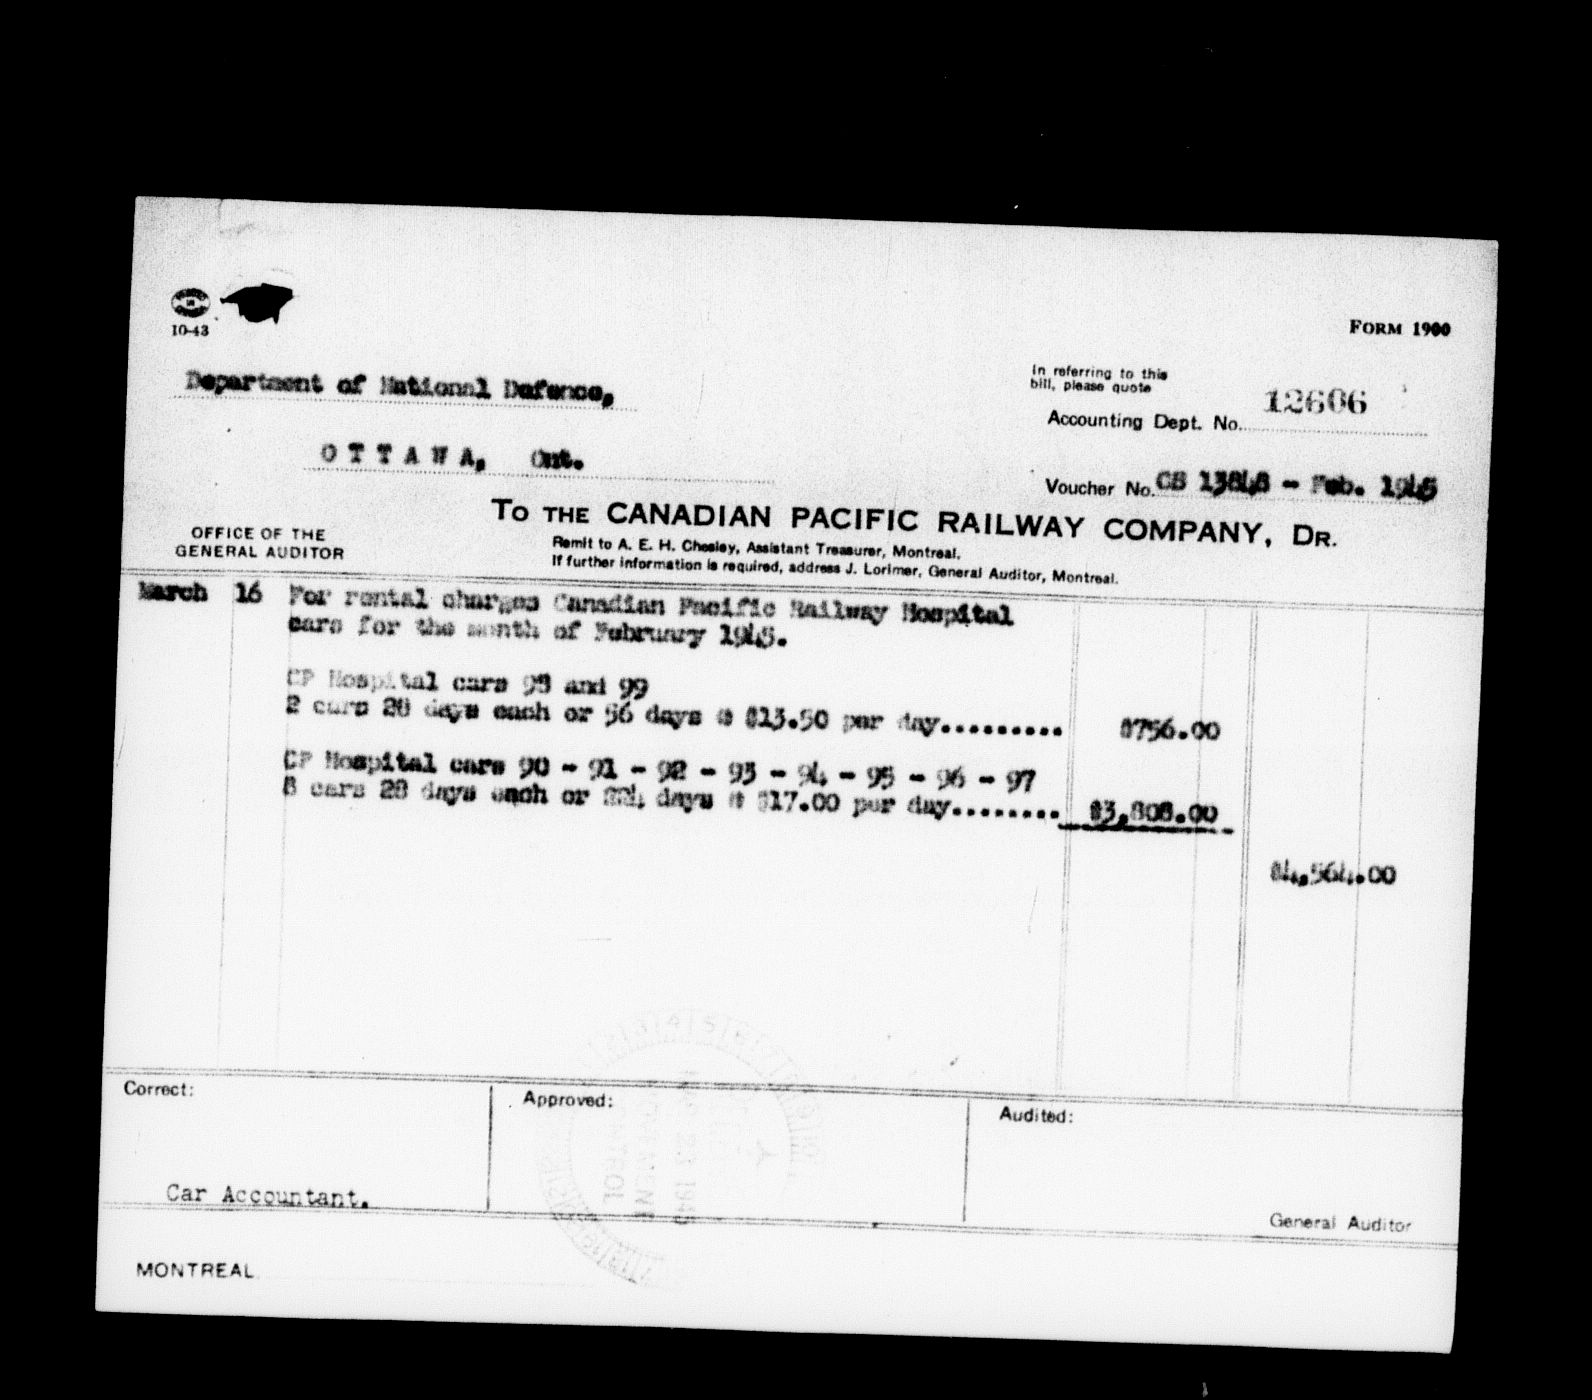 10-43
FORM 1900
Department of National Defence,
In referring to this
bill, please quote
Accounting Dept. No. 12606
O T T A W A, Ont.
Voucher No. CS 13848 - Feb. 1945
To THE CANADIAN PACIFIC RAILWAY COMPANY, DR.
OFFICE OF THE
GENERAL AUDITOR
Remit to A. E. H. Chesley, Assistant Treasurer, Montreal.
If further information is required, address J. Lorimer, General Auditor, Montreal.
March 16 For rental charges Canadian Pacific Railway Hospital
cars for the month of February 1945.
CP Hospital cars 98 and 99
2 cars 28 days each or 56 days @ $13.50 per day......... $756.00
CP Hospital cars 90 - 91 - 92 - 93 - 94 - 95 - 96 - 97
8 cars 28 days each or 224 days @ $17.00 per day........ $3,808.00
$4,564.00
Correct:
Approved:
Audited:
Car Accountant.
General Auditor
MONTREAL